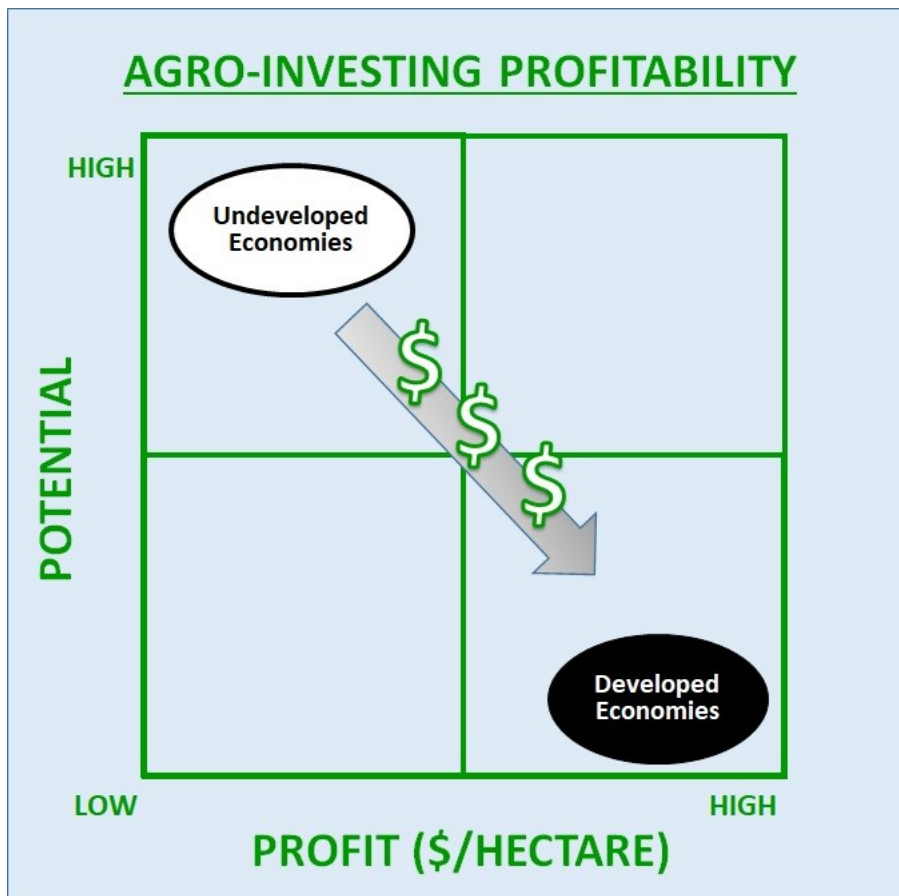 AGRO-INVESTING PROFITABILITY
HIGH
Undeveloped
Economies
$
$
$
POTENTIAL
Developed
Economies
LOW
HIGH
PROFIT ($/HECTARE)